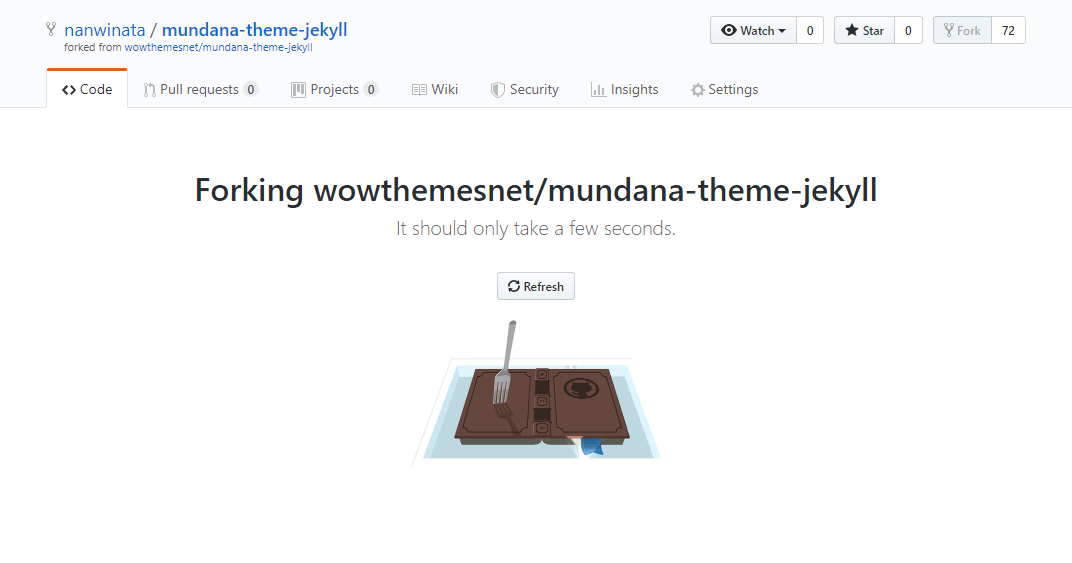 nanwinata / mundana-theme-jekyll
forked from wowthemesnet/mundana-theme-jekyll
Watch 0 Star 0 Fork 72
Code Pull requests 0 Projects 0 Wiki Security Insights Settings
Forking wowthemesnet/mundana-theme-jekyll
It should only take a few seconds.
Refresh